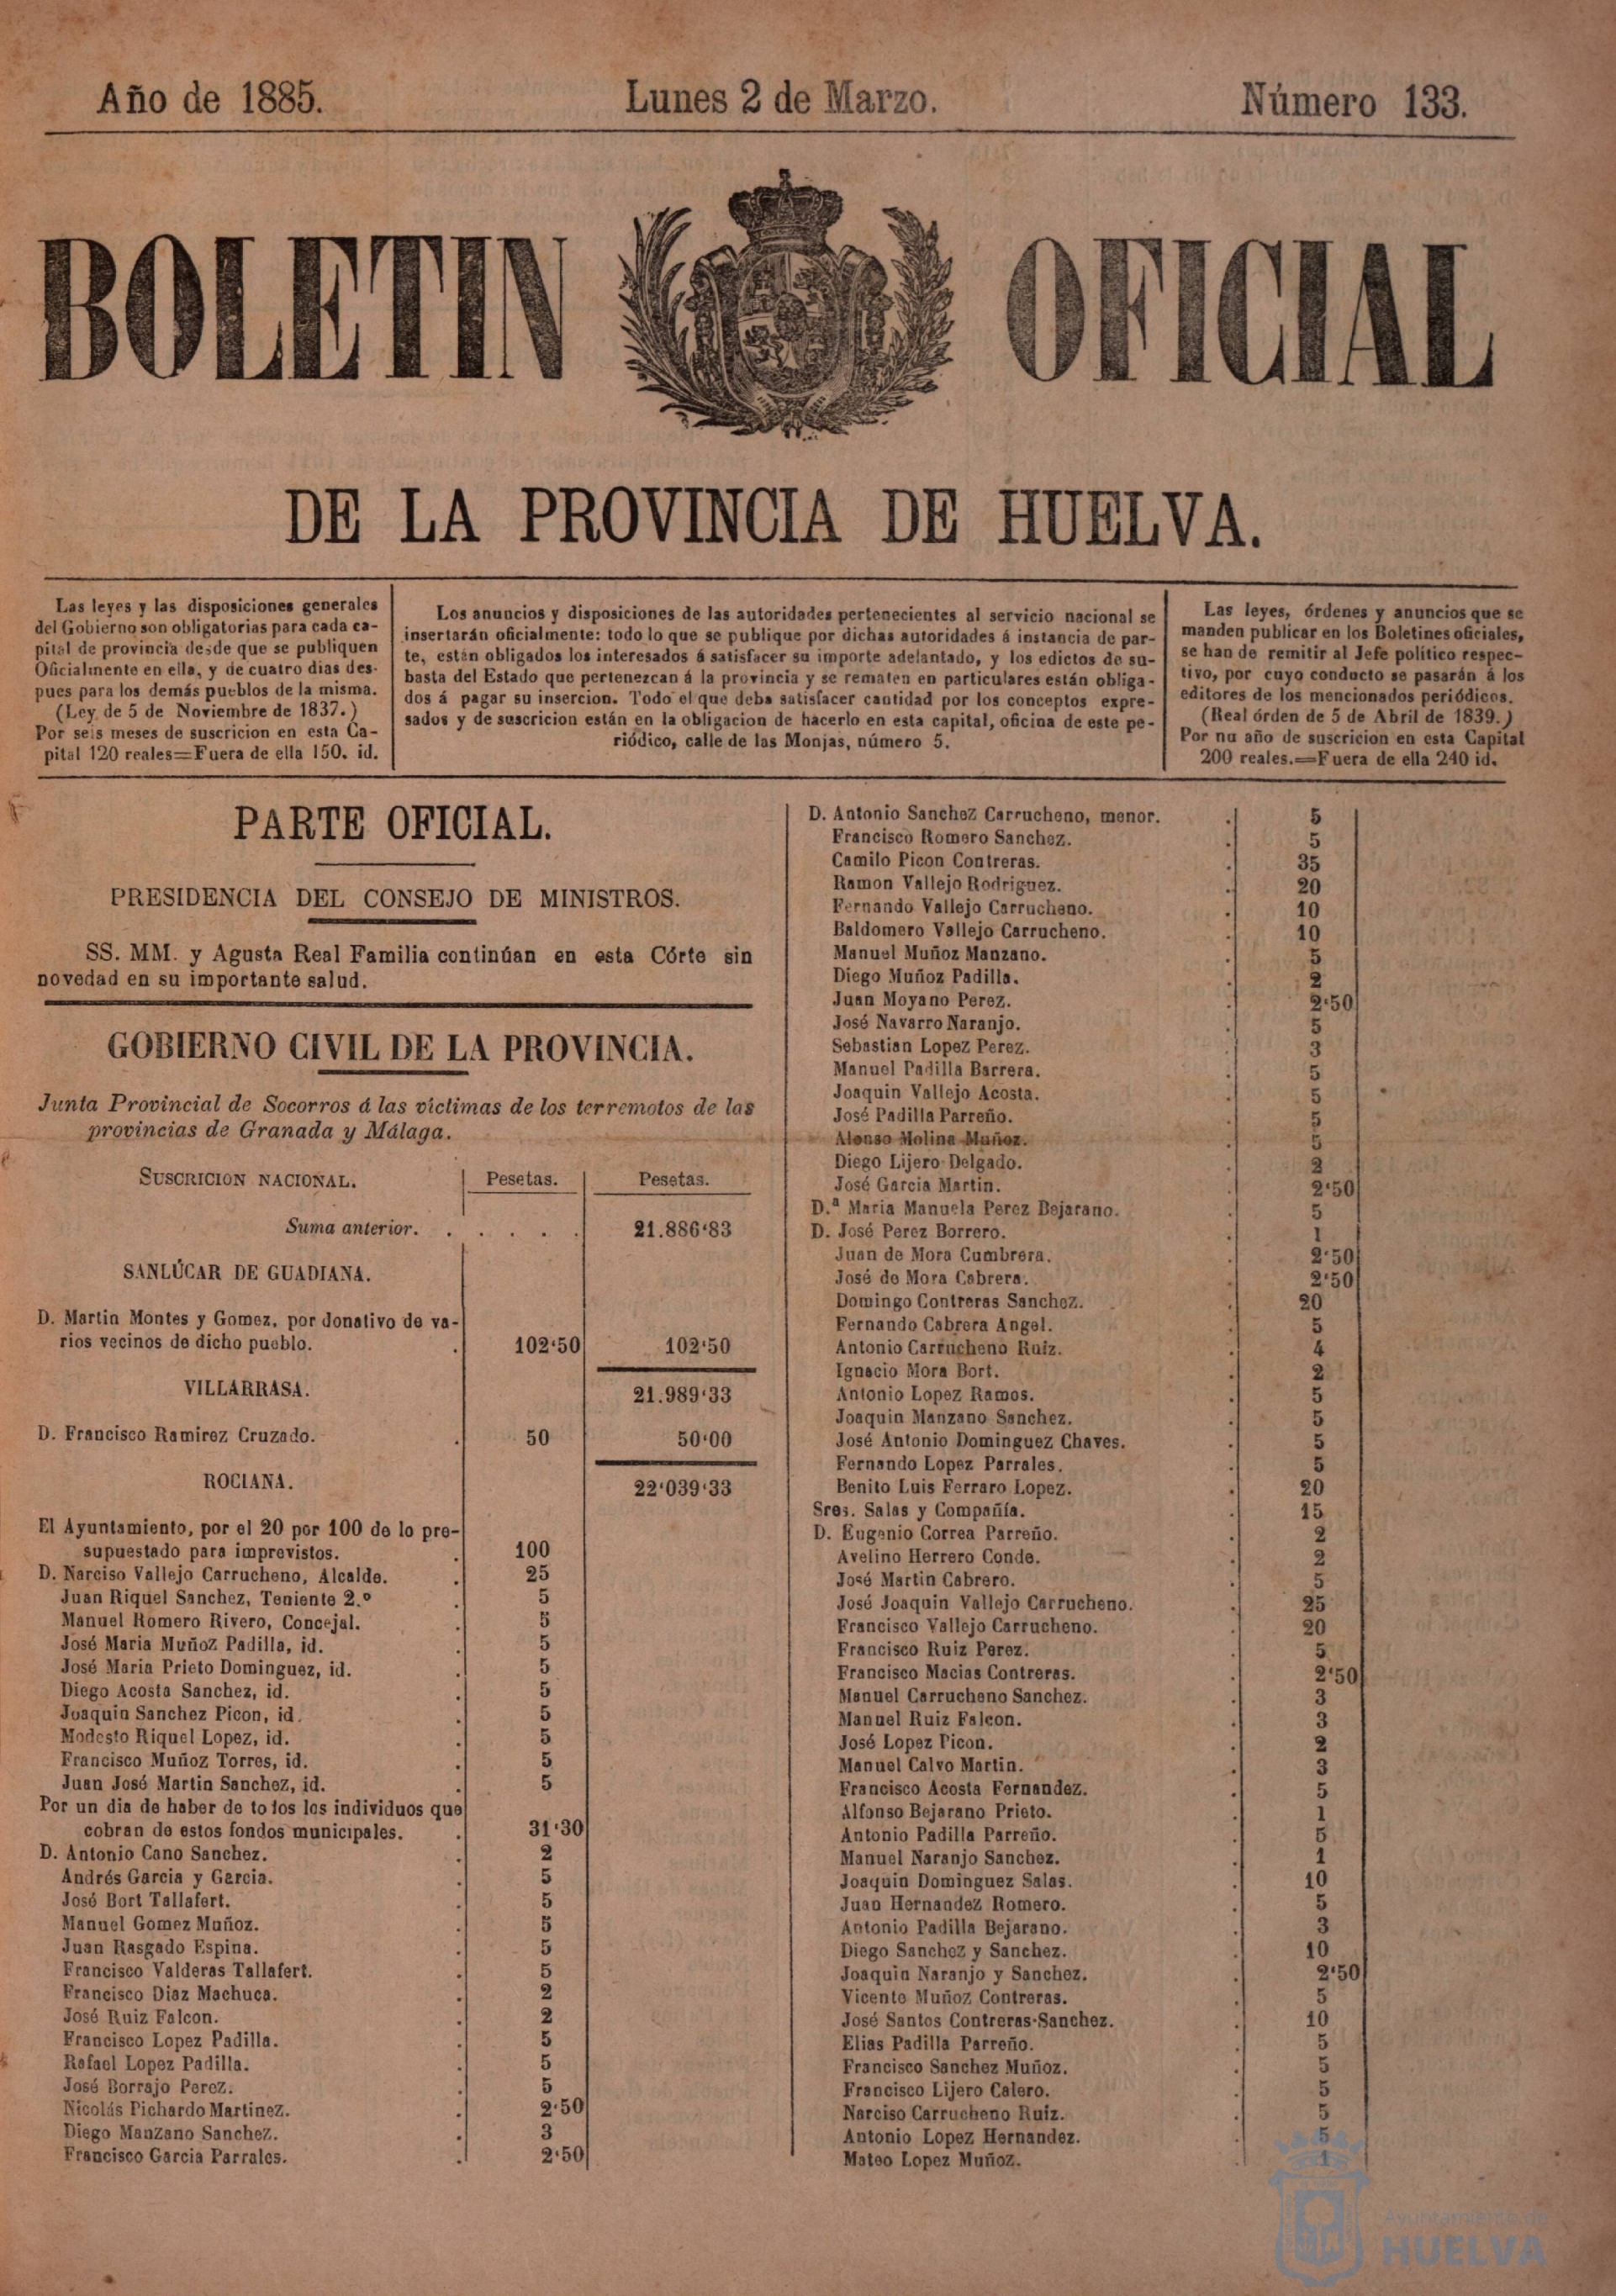 Año de 1885.
Lunes 2 de Marzo.
Número 133.
BOLETIN OFICIAL
DE LA PROVINCIA DE HUELVA.
Las leyes y las disposiciones generales
del Gobierno son obligatorias para cada ca-
pital de provincia desde que se publiquen
Oficialmente en ella, y de cuatro dias des-
pues para los demás pueblos de la misma.
(Ley de 5 de Noviembre de 1837.)
Por seis meses de suscricion en esta Ca-
pital 120 reales=Fuera de ella 150. id.
Los anuncios y disposiciones de las autoridades pertenecientes al servicio nacional se
insertarán oficialmente: todo lo que se publique por dichas autoridades á instancia de par-
te, están obligados los interesados á satisfacer su importe adelantado, y los edictos de su-
basta del Estado que pertenezcan á la provincia y se rematen en particulares están obliga-
dos á pagar su insercion. Todo el que deba satisfacer cantidad por los conceptos expre-
sados y de suscricion están en la obligacion de hacerlo en esta capital, oficina de este pe-
riódico, calle de las Monjas, número 5.
Las leyes, órdenes y anuncios que se
manden publicar en los Boletines oficiales,
se han de remitir al Jefe político respec-
tivo, por cuyo conducto se pasarán á los
editores de los mencionados periódicos.
(Real órden de 5 de Abril de 1839.)
Por nu año de suscricion en esta Capital
200 reales.=Fuera de ella 240 id.
PARTE OFICIAL.
PRESIDENCIA DEL CONSEJO DE MINISTROS.
SS. MM. y Agusta Real Familia continúan en esta Córte sin
novedad en su importante salud.
GOBIERNO CIVIL DE LA PROVINCIA.
Junta Provincial de Socorros á las víctimas de los terremotos de las
provincias de Granada y Málaga.
SUSCRICION NACIONAL. Pesetas. Pesetas.
Suma anterior. . . . . . 21.886'83
SANLÚCAR DE GUADIANA.
D. Martin Montes y Gomez, por donativo de va-
rios vecinos de dicho pueblo. . 102'50 102'50
VILLARRASA. 21.989'33
D. Francisco Ramirez Cruzado. . 50 50'00
ROCIANA. 22'039'33
El Ayuntamiento, por el 20 por 100 de lo pre-
supuestado para imprevistos. . 100
D. Narciso Vallejo Carrucheno, Alcalde. . 25
Juan Riquel Sanchez, Teniente 2.º . 5
Manuel Romero Rivero, Concejal. . 5
José Maria Muñoz Padilla, id. . 5
José Maria Prieto Dominguez, id. . 5
Diego Acosta Sanchez, id. . 5
Joaquin Sanchez Picon, id. . 5
Modesto Riquel Lopez, id. . 5
Francisco Muñoz Torres, id. . 5
Juan José Martin Sanchez, id. . 5
Por un dia de haber de todos los individuos que
cobran de estos fondos municipales. . 31'30
D. Antonio Cano Sanchez. . 2
Andrés Garcia y Garcia. . 5
José Bort Tallafert. . 5
Manuel Gomez Muñoz. . 5
Juan Rasgado Espina. . 5
Francisco Valderas Tallafert. . 5
Francisco Diaz Machuca. . 2
José Ruiz Falcon. . 2
Francisco Lopez Padilla. . 5
Rafael Lopez Padilla. . 5
José Borrajo Perez. . 5
Nicolás Pichardo Martinez. . 2'50
Diego Manzano Sanchez. . 3
Francisco Garcia Parrales. . 2'50
D. Antonio Sanchez Carrucheno, menor. . 5
Francisco Romero Sanchez. . 5
Camilo Picon Contreras. . 35
Ramon Vallejo Rodriguez. . 20
Fernando Vallejo Carrucheno. . 10
Baldomero Vallejo Carrucheno. . 10
Manuel Muñoz Manzano. . 5
Diego Muñoz Padilla. . 2
Juan Moyano Perez. . 2'50
José Navarro Naranjo. . 5
Sebastian Lopez Perez. . 3
Manuel Padilla Barrera. . 5
Joaquin Vallejo Acosta. . 5
José Padilla Parreño. . 5
Alonso Molina Muñoz. . 5
Diego Lijero Delgado. . 2
José Garcia Martin. . 2'50
D.ª Maria Manuela Perez Bejarano. . 5
D. José Perez Borrero. . 1
Juan de Mora Cumbrera. . 2'50
José de Mora Cabrera. . 2'50
Domingo Contreras Sanchez. . 20
Fernando Cabrera Angel. . 5
Antonio Carrucheno Ruiz. . 4
Ignacio Mora Bort. . 2
Antonio Lopez Ramos. . 5
Joaquin Manzano Sanchez. . 5
José Antonio Dominguez Chaves. . 5
Fernando Lopez Parrales. . 5
Benito Luis Ferraro Lopez. . 20
Sres. Salas y Compañía. . 15
D. Eugenio Correa Parreño. . 2
Avelino Herrero Conde. . 2
José Martin Cabrero. . 5
José Joaquin Vallejo Carrucheno. . 25
Francisco Vallejo Carrucheno. . 20
Francisco Ruiz Perez. . 5
Francisco Macias Contreras. . 2'50
Manuel Carrucheno Sanchez. . 3
Manuel Ruiz Falcon. . 3
José Lopez Picon. . 2
Manuel Calvo Martin. . 3
Francisco Acosta Fernandez. . 5
Alfonso Bejarano Prieto. . 1
Antonio Padilla Parreño. . 5
Manuel Naranjo Sanchez. . 1
Joaquin Dominguez Salas. . 10
Juan Hernandez Romero. . 5
Antonio Padilla Bejarano. . 3
Diego Sanchez y Sanchez. . 10
Joaquin Naranjo y Sanchez. . 2'50
Vicente Muñoz Contreras. . 5
José Santos Contreras Sanchez. . 10
Elias Padilla Parreño. . 5
Francisco Sanchez Muñoz. . 5
Francisco Lijero Calero. . 5
Narciso Carrucheno Ruiz. . 5
Antonio Lopez Hernandez. . 5
Mateo Lopez Muñoz. . 1
Ayuntamiento de
HUELVA